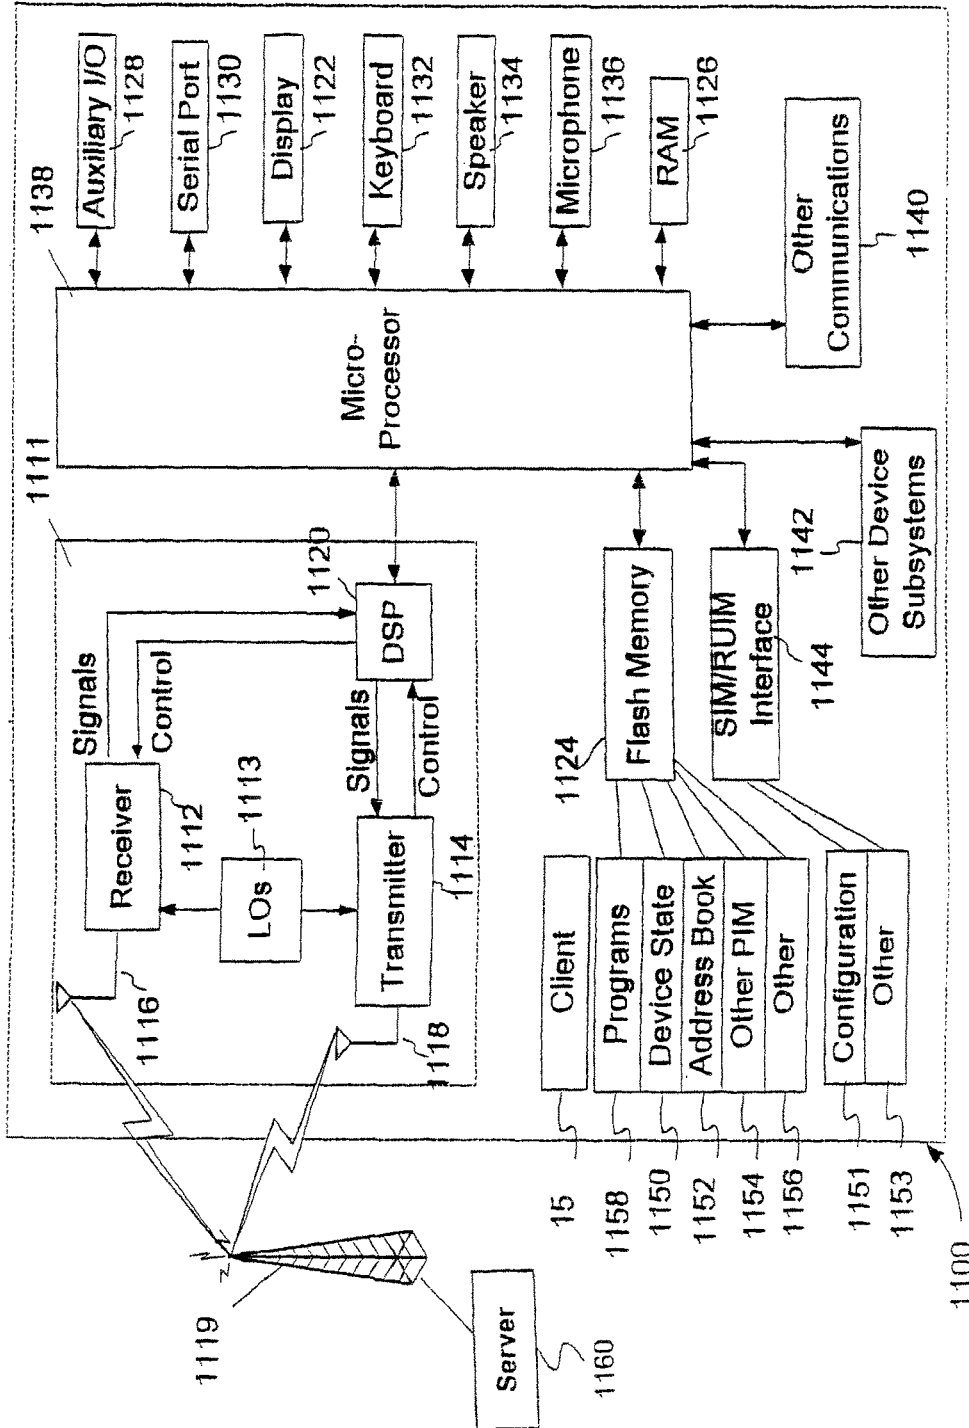 1138
Auxiliary I/O
1128
Serial Port
1130
Display
1122
Keyboard
1132
Speaker
1134
Microphone
1136
RAM
1126
Other
Communications
1140
Micro-
Processor
1111
1120
DSP
Signals
Control
Signals
Control
Receiver
1112
LOs
1113
Transmitter
1114
1116
1118
1119
Server
1160
Flash Memory
1124
SIM/RUIM
Interface
1144
1142
Other Device
Subsystems
Client
Programs
Device State
Address Book
Other PIM
Other
Configuration
Other
15
1158
1150
1152
1154
1156
1151
1153
1100